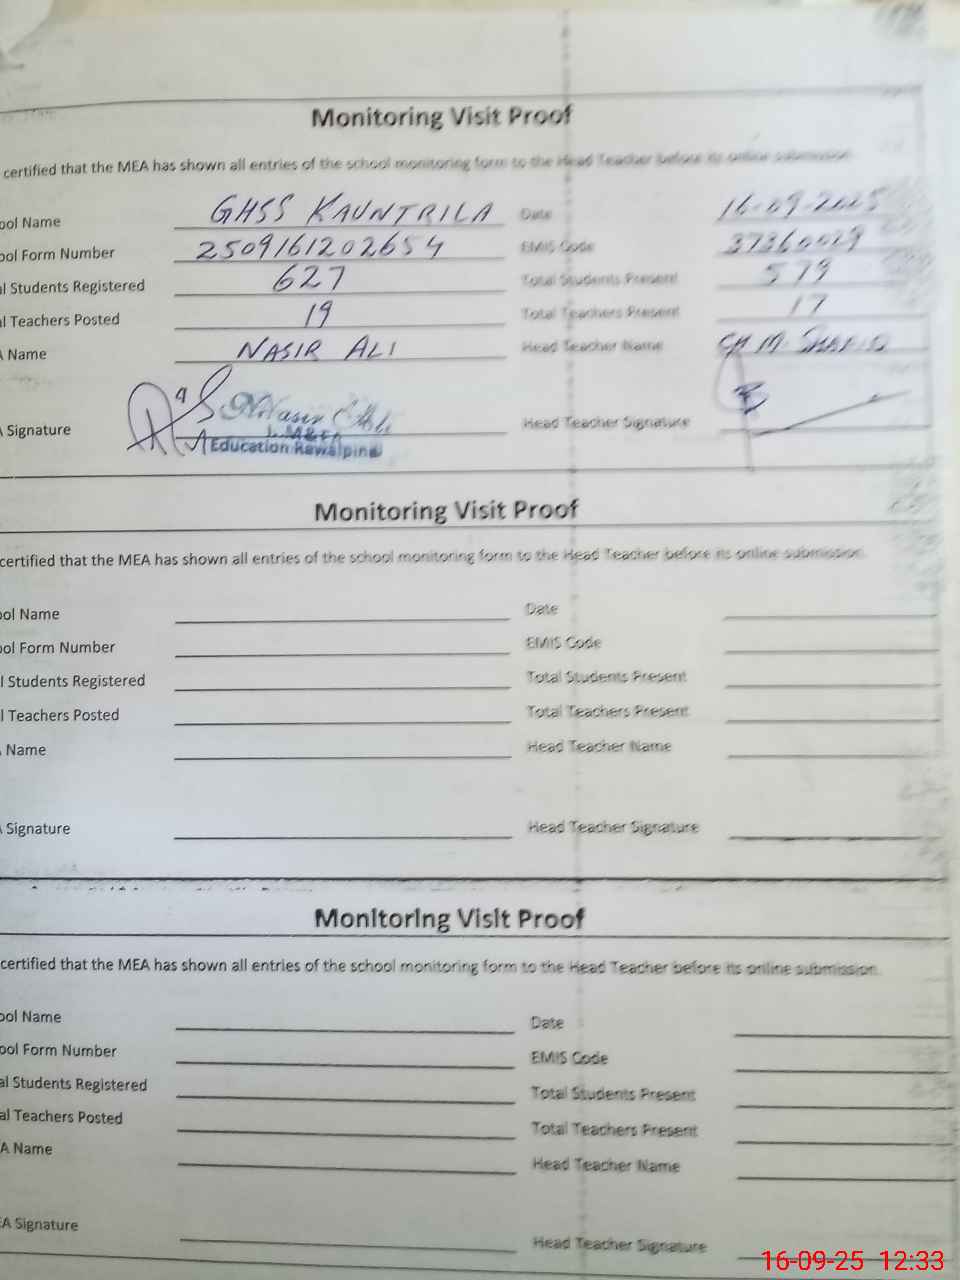 Monitoring Visit Proof
certified that the MEA has shown all entries of the school monitoring form to the Head Teacher before its online submission
ool Name GHSS KAUNTRILA Date 16-09-2025
ool Form Number 2509161202654 EMIS Code 37360029
l Students Registered 627 Total Students Present 579
l Teachers Posted 19 Total Teachers Present 17
A Name NASIR ALI Head Teacher Name CH M. SHAFIQ
A Signature Head Teacher Signature
Education Rawalpindi
Monitoring Visit Proof
certified that the MEA has shown all entries of the school monitoring form to the Head Teacher before its online submission.
ool Name Date
ool Form Number EMIS Code
l Students Registered Total Students Present
l Teachers Posted Total Teachers Present
A Name Head Teacher Name
A Signature Head Teacher Signature
Monitoring Visit Proof
certified that the MEA has shown all entries of the school monitoring form to the Head Teacher before its online submission.
ool Name Date
ool Form Number EMIS Code
al Students Registered Total Students Present
al Teachers Posted Total Teachers Present
A Name Head Teacher Name
EA Signature Head Teacher Signature
16-09-25 12:33